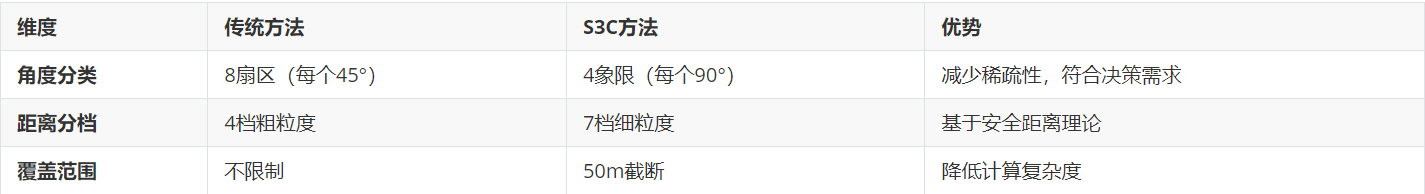 维度 传统方法 S3C方法 优势
角度分类 8扇区（每个45°） 4象限（每个90°） 减少稀疏性，符合决策需求
距离分档 4档粗粒度 7档细粒度 基于安全距离理论
覆盖范围 不限制 50m截断 降低计算复杂度